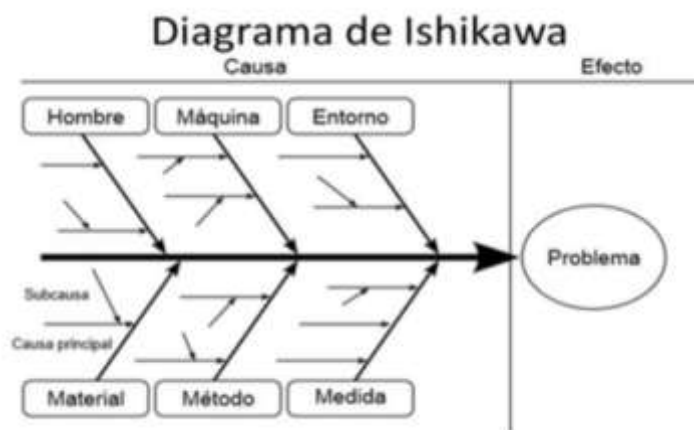 Diagrama de Ishikawa
Causa
Efecto
Hombre
Máquina
Entorno
Problema
Subcausa
Causa principal
Material
Método
Medida